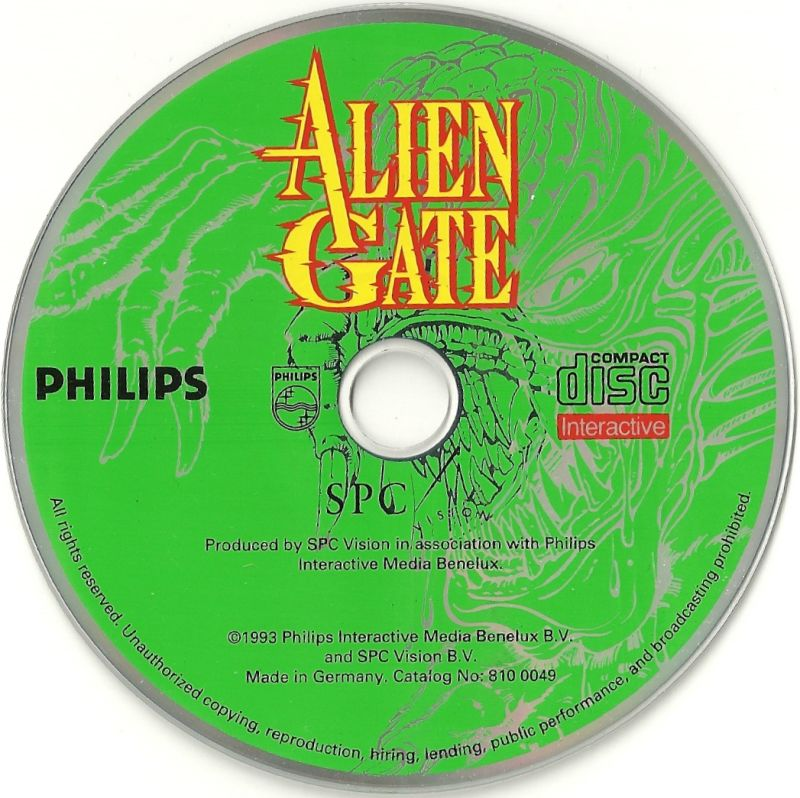 ALIEN
GATE
PHILIPS
PHILIPS
COMPACT
disc
Interactive
SPC
VISION
Produced by SPC Vision in association with Philips
Interactive Media Benelux.
©1993 Philips Interactive Media Benelux B.V.
and SPC Vision B.V.
Made in Germany. Catalog No: 810 0049
All rights reserved. Unauthorized copying, reproduction, hiring, lending, public performance, and broadcasting prohibited.